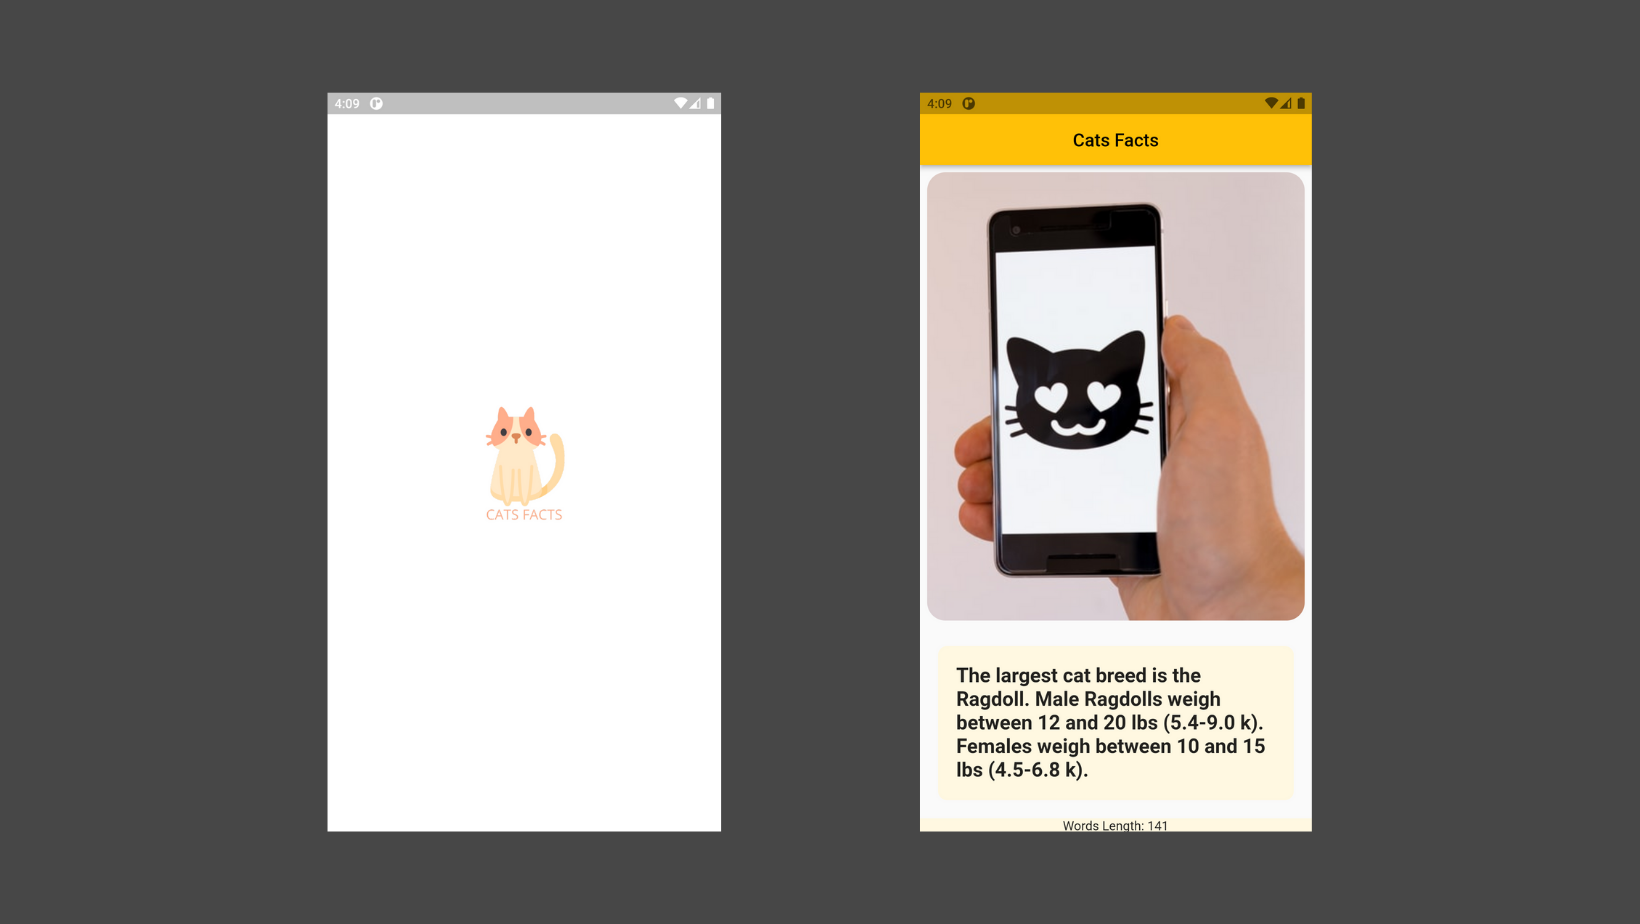 4:09
CATS FACTS
4:09
Cats Facts
The largest cat breed is the
Ragdoll. Male Ragdolls weigh
between 12 and 20 lbs (5.4-9.0 k).
Females weigh between 10 and 15
lbs (4.5-6.8 k).
Words Length: 141